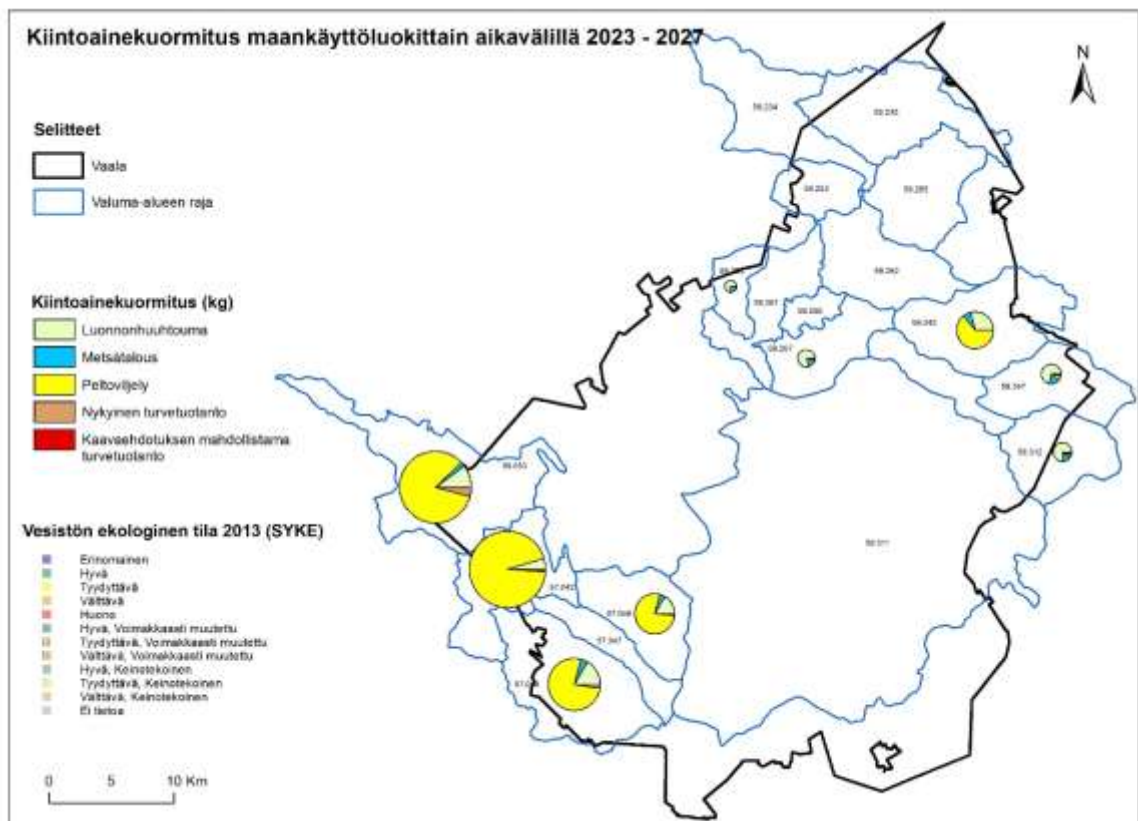 Kiintoainekuormitus maankäyttöluokittain aikavälillä 2023 - 2027
N
Selitteet
Vaala
Valuma-alueen raja
Kiintoainekuormitus (kg)
Luonnonhuuhtouma
Metsätalous
Peltoviljely
Nykyinen turvetuotanto
Kaavaehdotuksen mahdollistama
turvetuotanto
Vesistön ekologinen tila 2013 (SYKE)
Erinomainen
Hyvä
Tyydyttävä
Välttävä
Huono
Hyvä, Voimakkaasti muutettu
Tyydyttävä, Voimakkaasti muutettu
Välttävä, Voimakkaasti muutettu
Hyvä, Keinotekoinen
Tyydyttävä, Keinotekoinen
Välttävä, Keinotekoinen
Ei tietoa
0 5 10 Km